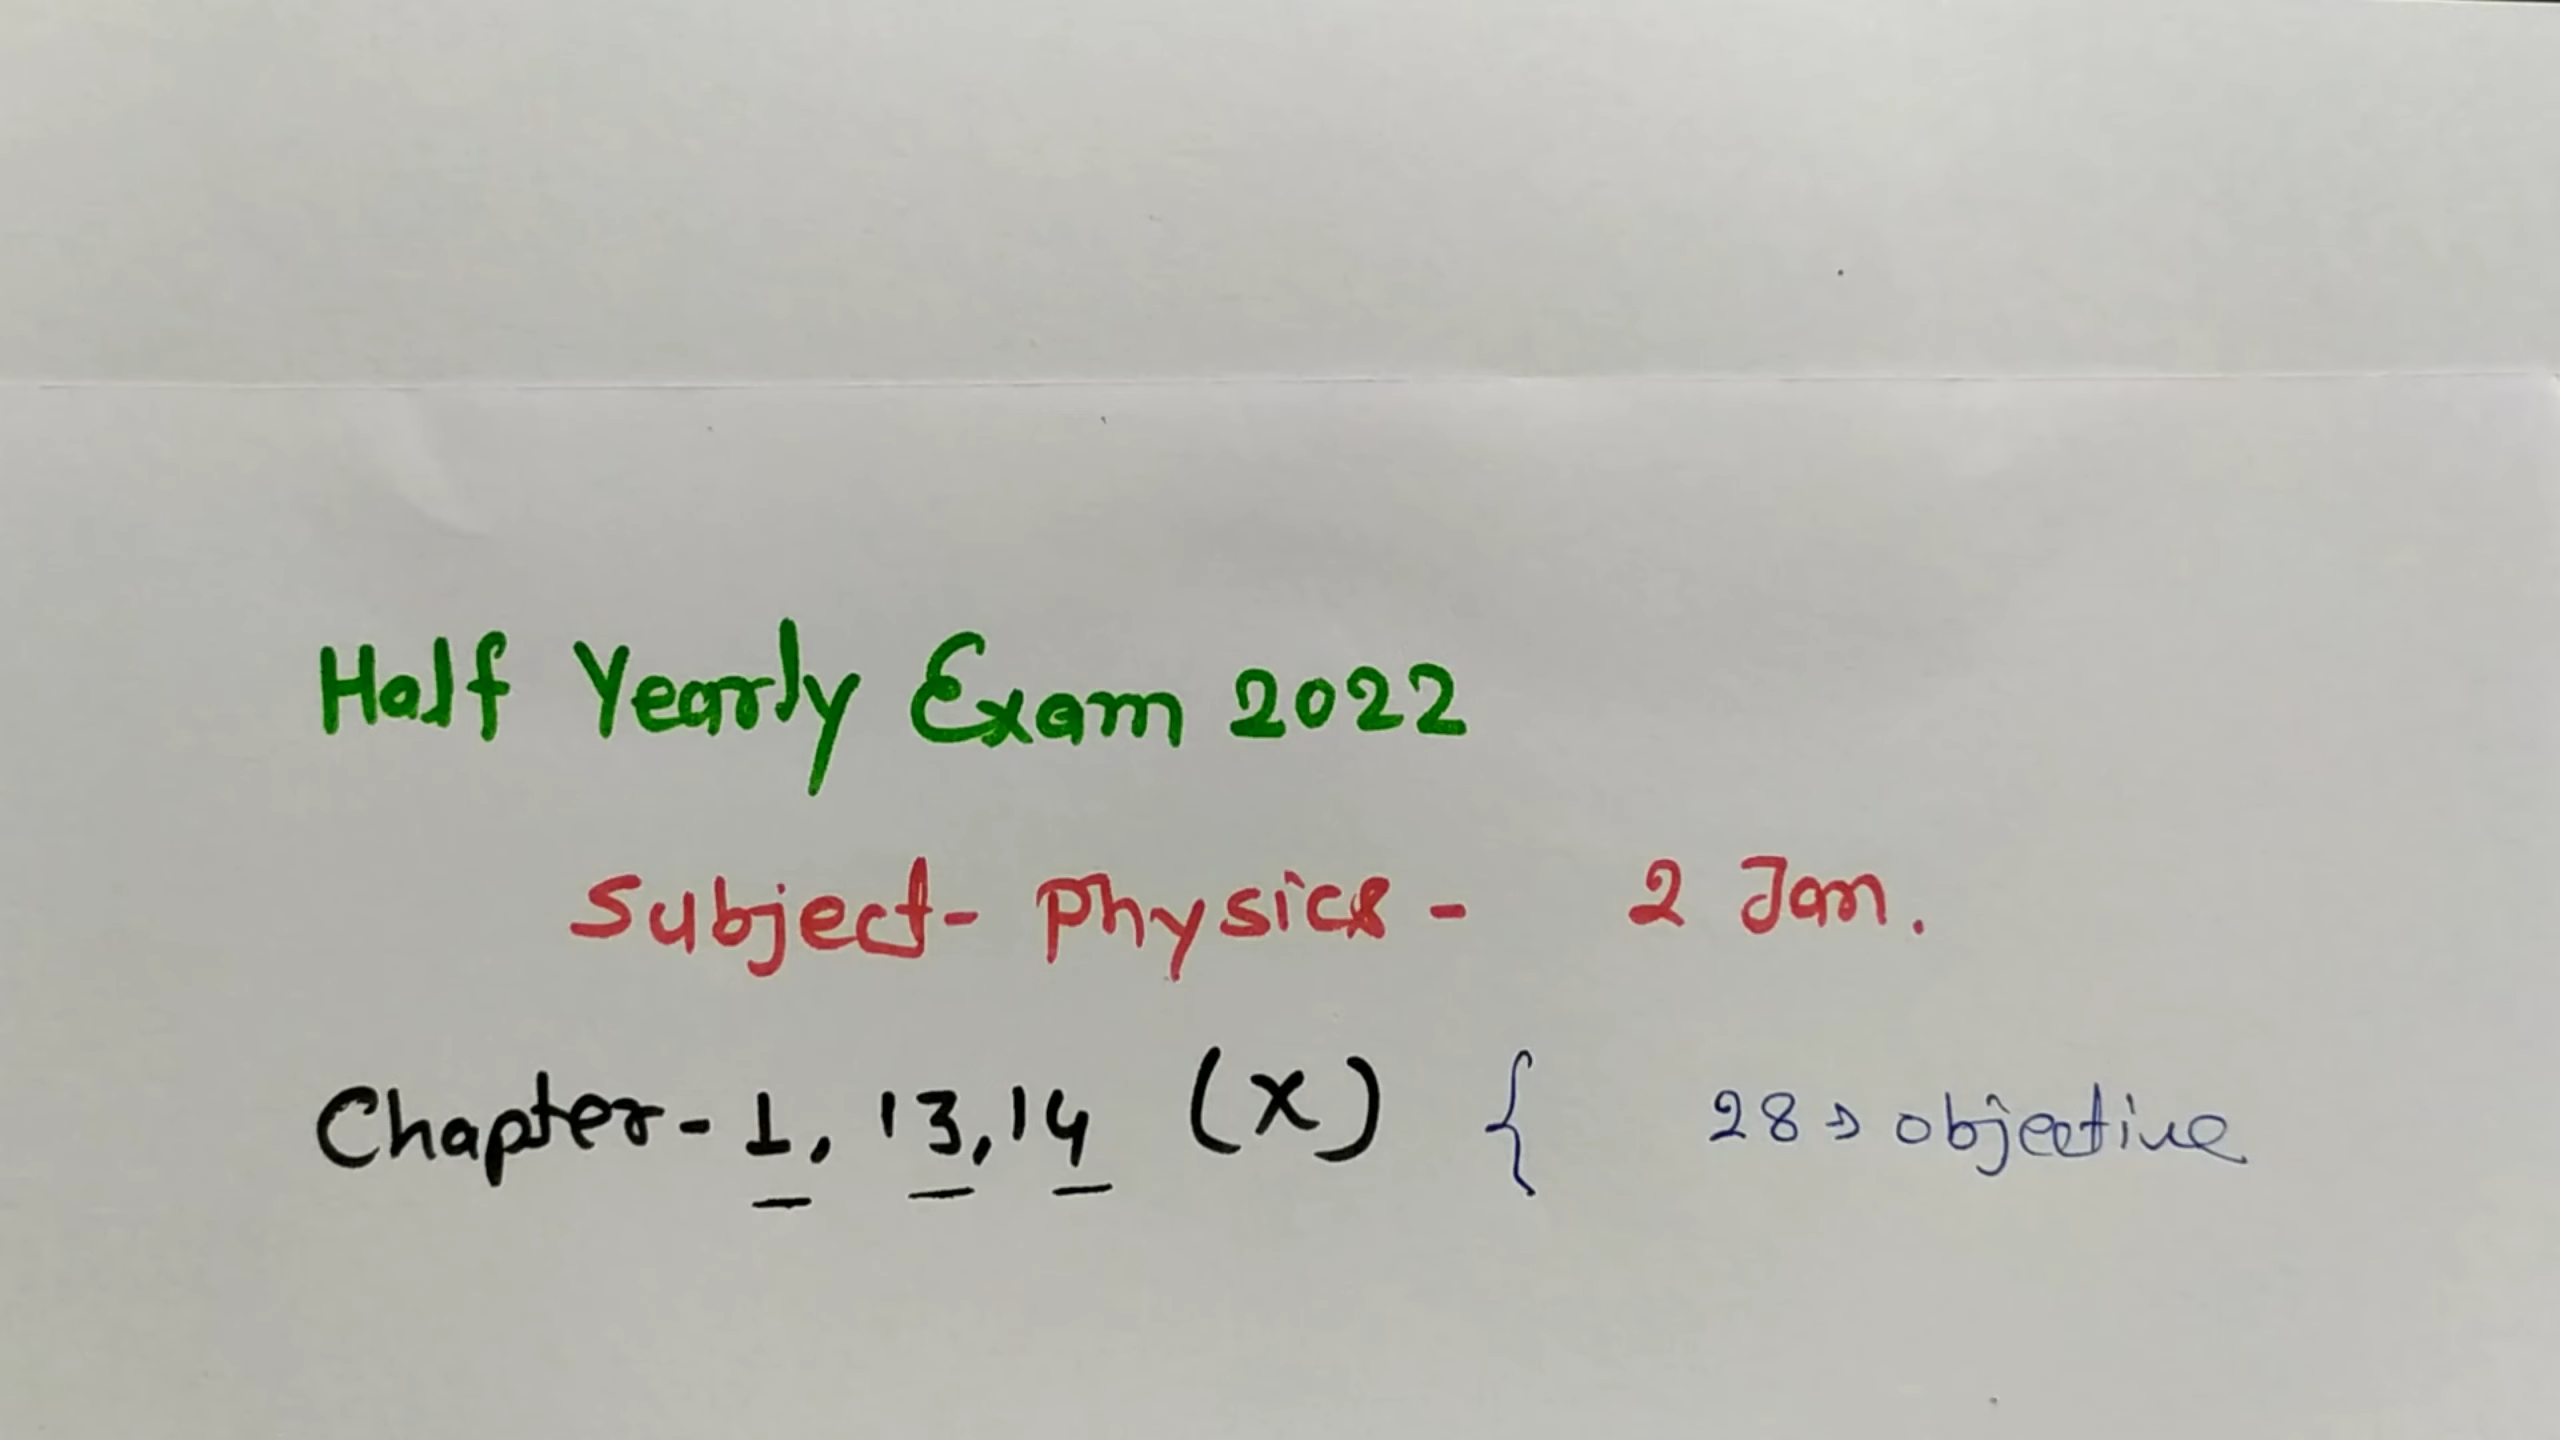 Half Yearly Exam 2022
Subject- Physics - 2 Jan.
Chapter- 1, 13, 14 (x) { 28 → objective